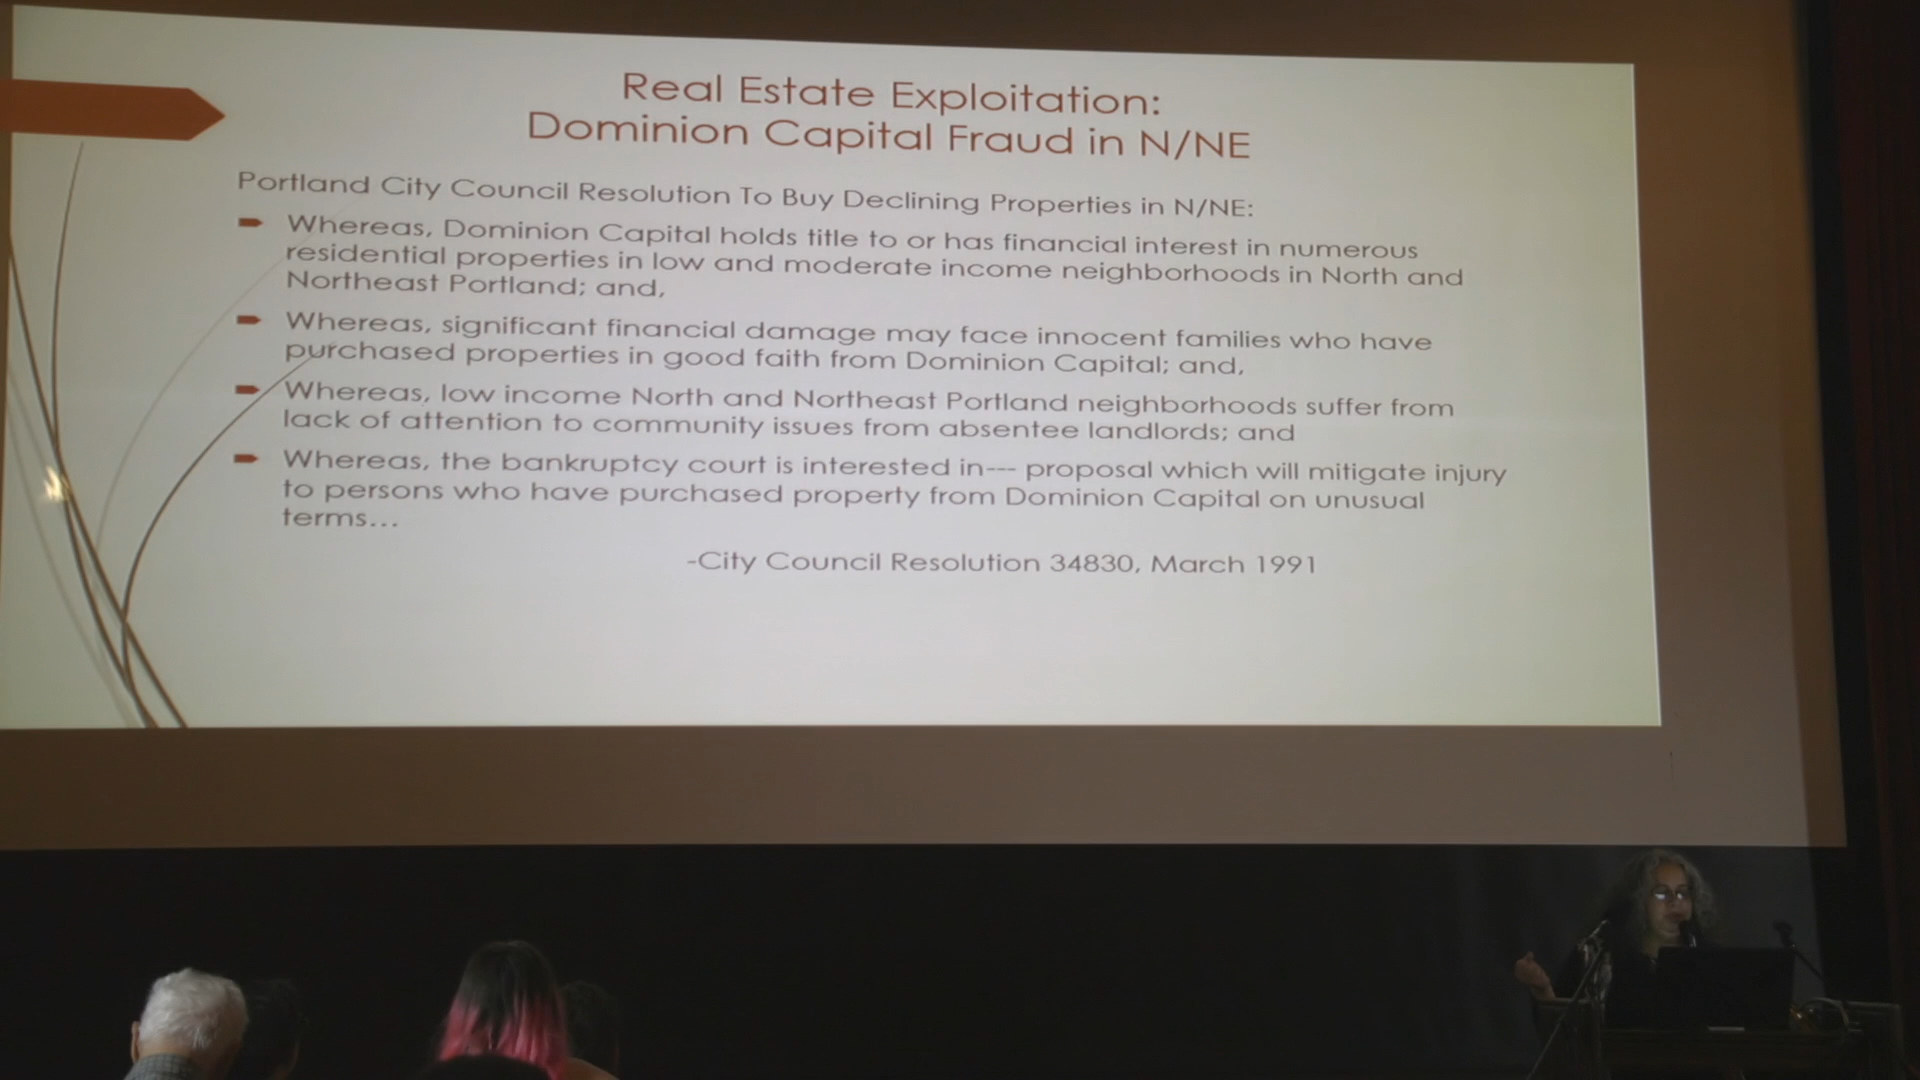 Real Estate Exploitation:
Dominion Capital Fraud in N/NE
Portland City Council Resolution To Buy Declining Properties in N/NE:
Whereas, Dominion Capital holds title to or has financial interest in numerous
residential properties in low and moderate income neighborhoods in North and
Northeast Portland; and,
Whereas, significant financial damage may face innocent families who have
purchased properties in good faith from Dominion Capital; and,
Whereas, low income North and Northeast Portland neighborhoods suffer from
lack of attention to community issues from absentee landlords; and
Whereas, the bankruptcy court is interested in--- proposal which will mitigate injury
to persons who have purchased property from Dominion Capital on unusual
terms...
-City Council Resolution 34830, March 1991